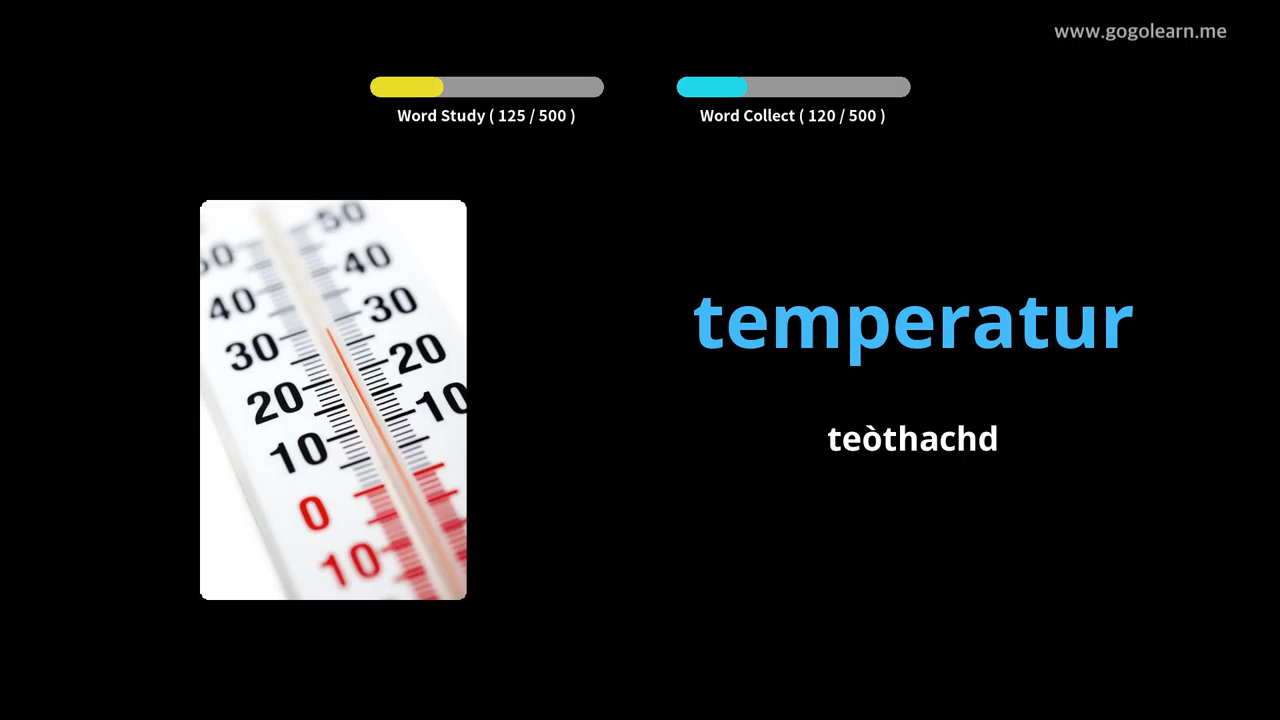 www.gogolearn.me
Word Study ( 125 / 500 )
Word Collect ( 120 / 500 )
50
40
40
30
30
20
20
10
10
0
10
temperatur
teòthachd